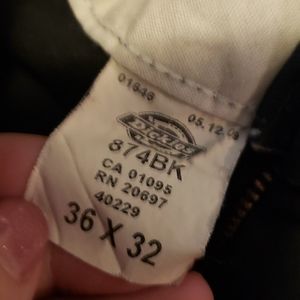 01646 05.12.09
Dickies
874BK
CA 01095
RN 20697
40229
36 X 32